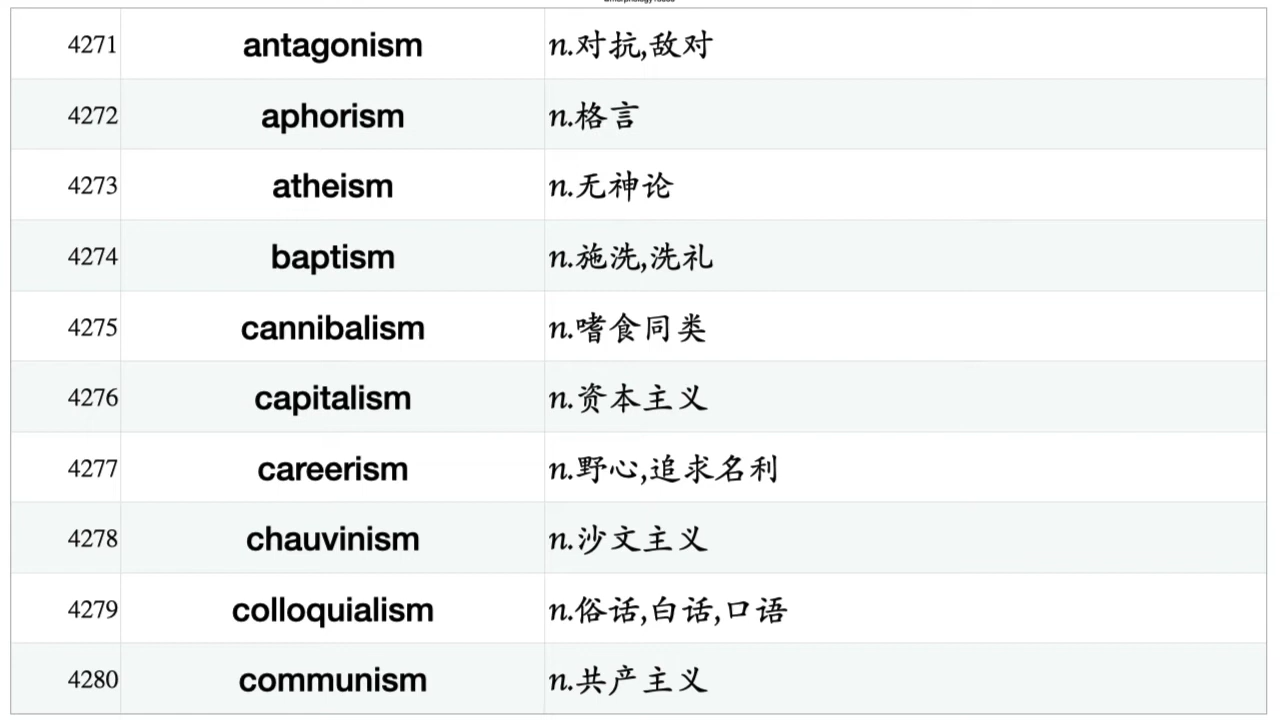 4271 antagonism n.对抗,敌对
4272 aphorism n.格言
4273 atheism n.无神论
4274 baptism n.施洗,洗礼
4275 cannibalism n.嗜食同类
4276 capitalism n.资本主义
4277 careerism n.野心,追求名利
4278 chauvinism n.沙文主义
4279 colloquialism n.俗话,白话,口语
4280 communism n.共产主义